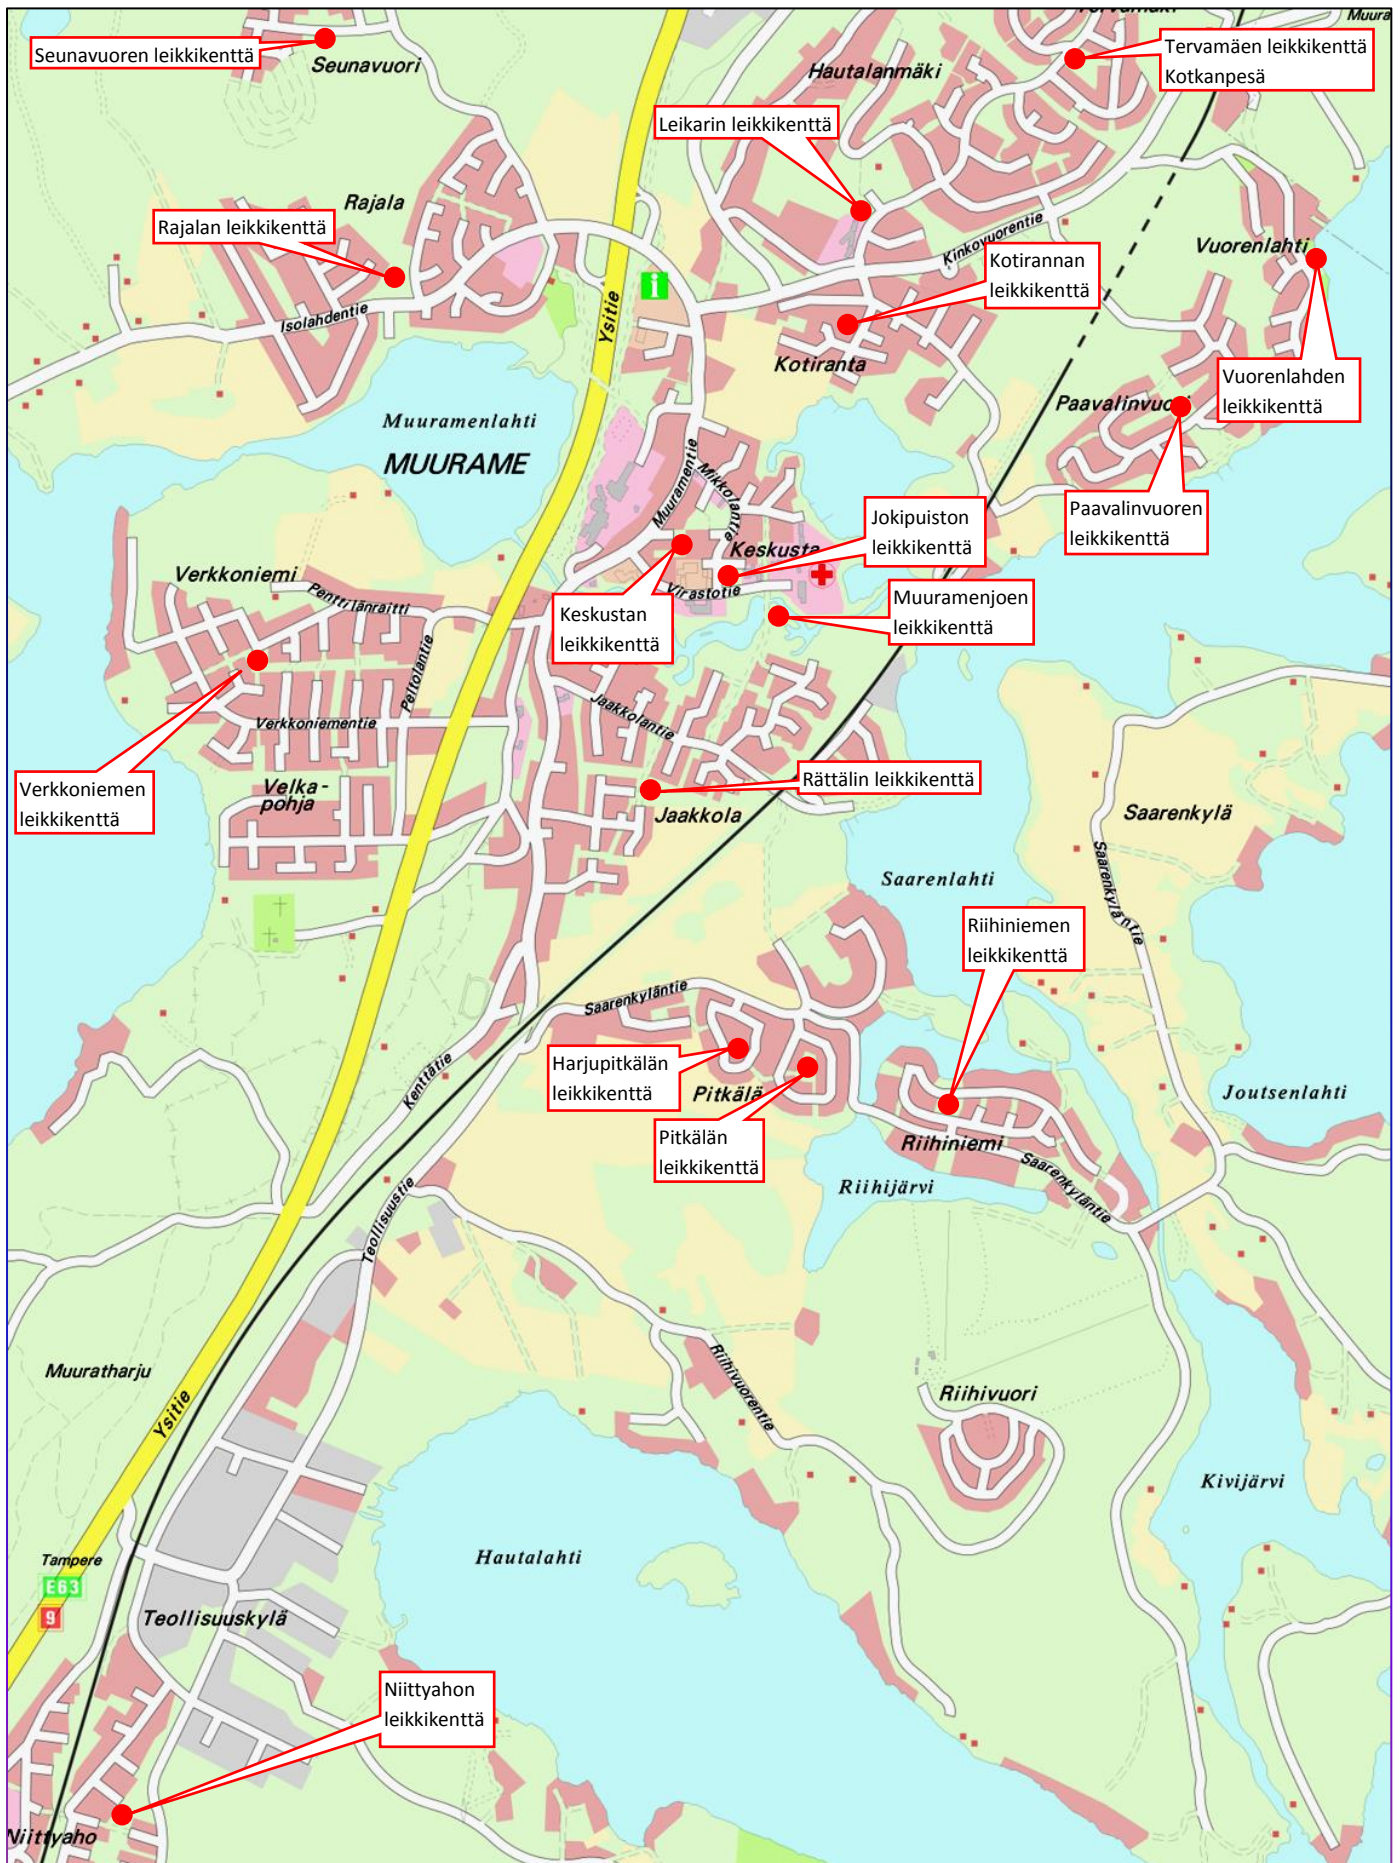 Tervamäki
Muura
Seunavuoren leikkikenttä
Seunavuori
Hautalanmäki
Tervamäen leikkikenttä
Kotkanpesä
Leikarin leikkikenttä
Rajala
Rajalan leikkikenttä
Kinkovuorentie
Vuorenlahti
Kotirannan
leikkikenttä
Isolahdentie
Ysitie
i
Kotiranta
Vuorenlahden
leikkikenttä
Paavalinvuori
Muuramenlahti
MUURAME
Muuramentie
Mikkolantie
Jokipuiston
leikkikenttä
Paavalinvuoren
leikkikenttä
Keskusta
Verkkoniemi
Penttilänraitti
Virastotie
Keskustan
leikkikenttä
Muuramenjoen
leikkikenttä
Peltolantie
Jaakkolantie
Verkkoniementie
Verkkoniemen
leikkikenttä
Velka-
pohja
Rättälin leikkikenttä
Jaakkola
Saarenkylä
Saarenkyläntie
Saarenlahti
Riihiniemen
leikkikenttä
Saarenkyläntie
Harjupitkälän
leikkikenttä
Kenttätie
Pitkälä
Pitkälän
leikkikenttä
Joutsenlahti
Riihiniemi
Saarenkyläntie
Riihijärvi
Teollisuustie
Muuratharju
Riihivuorentie
Riihivuori
Ysitie
Kivijärvi
Hautalahti
Tampere
E63
9
Teollisuuskylä
Niittyahon
leikkikenttä
Niittyaho